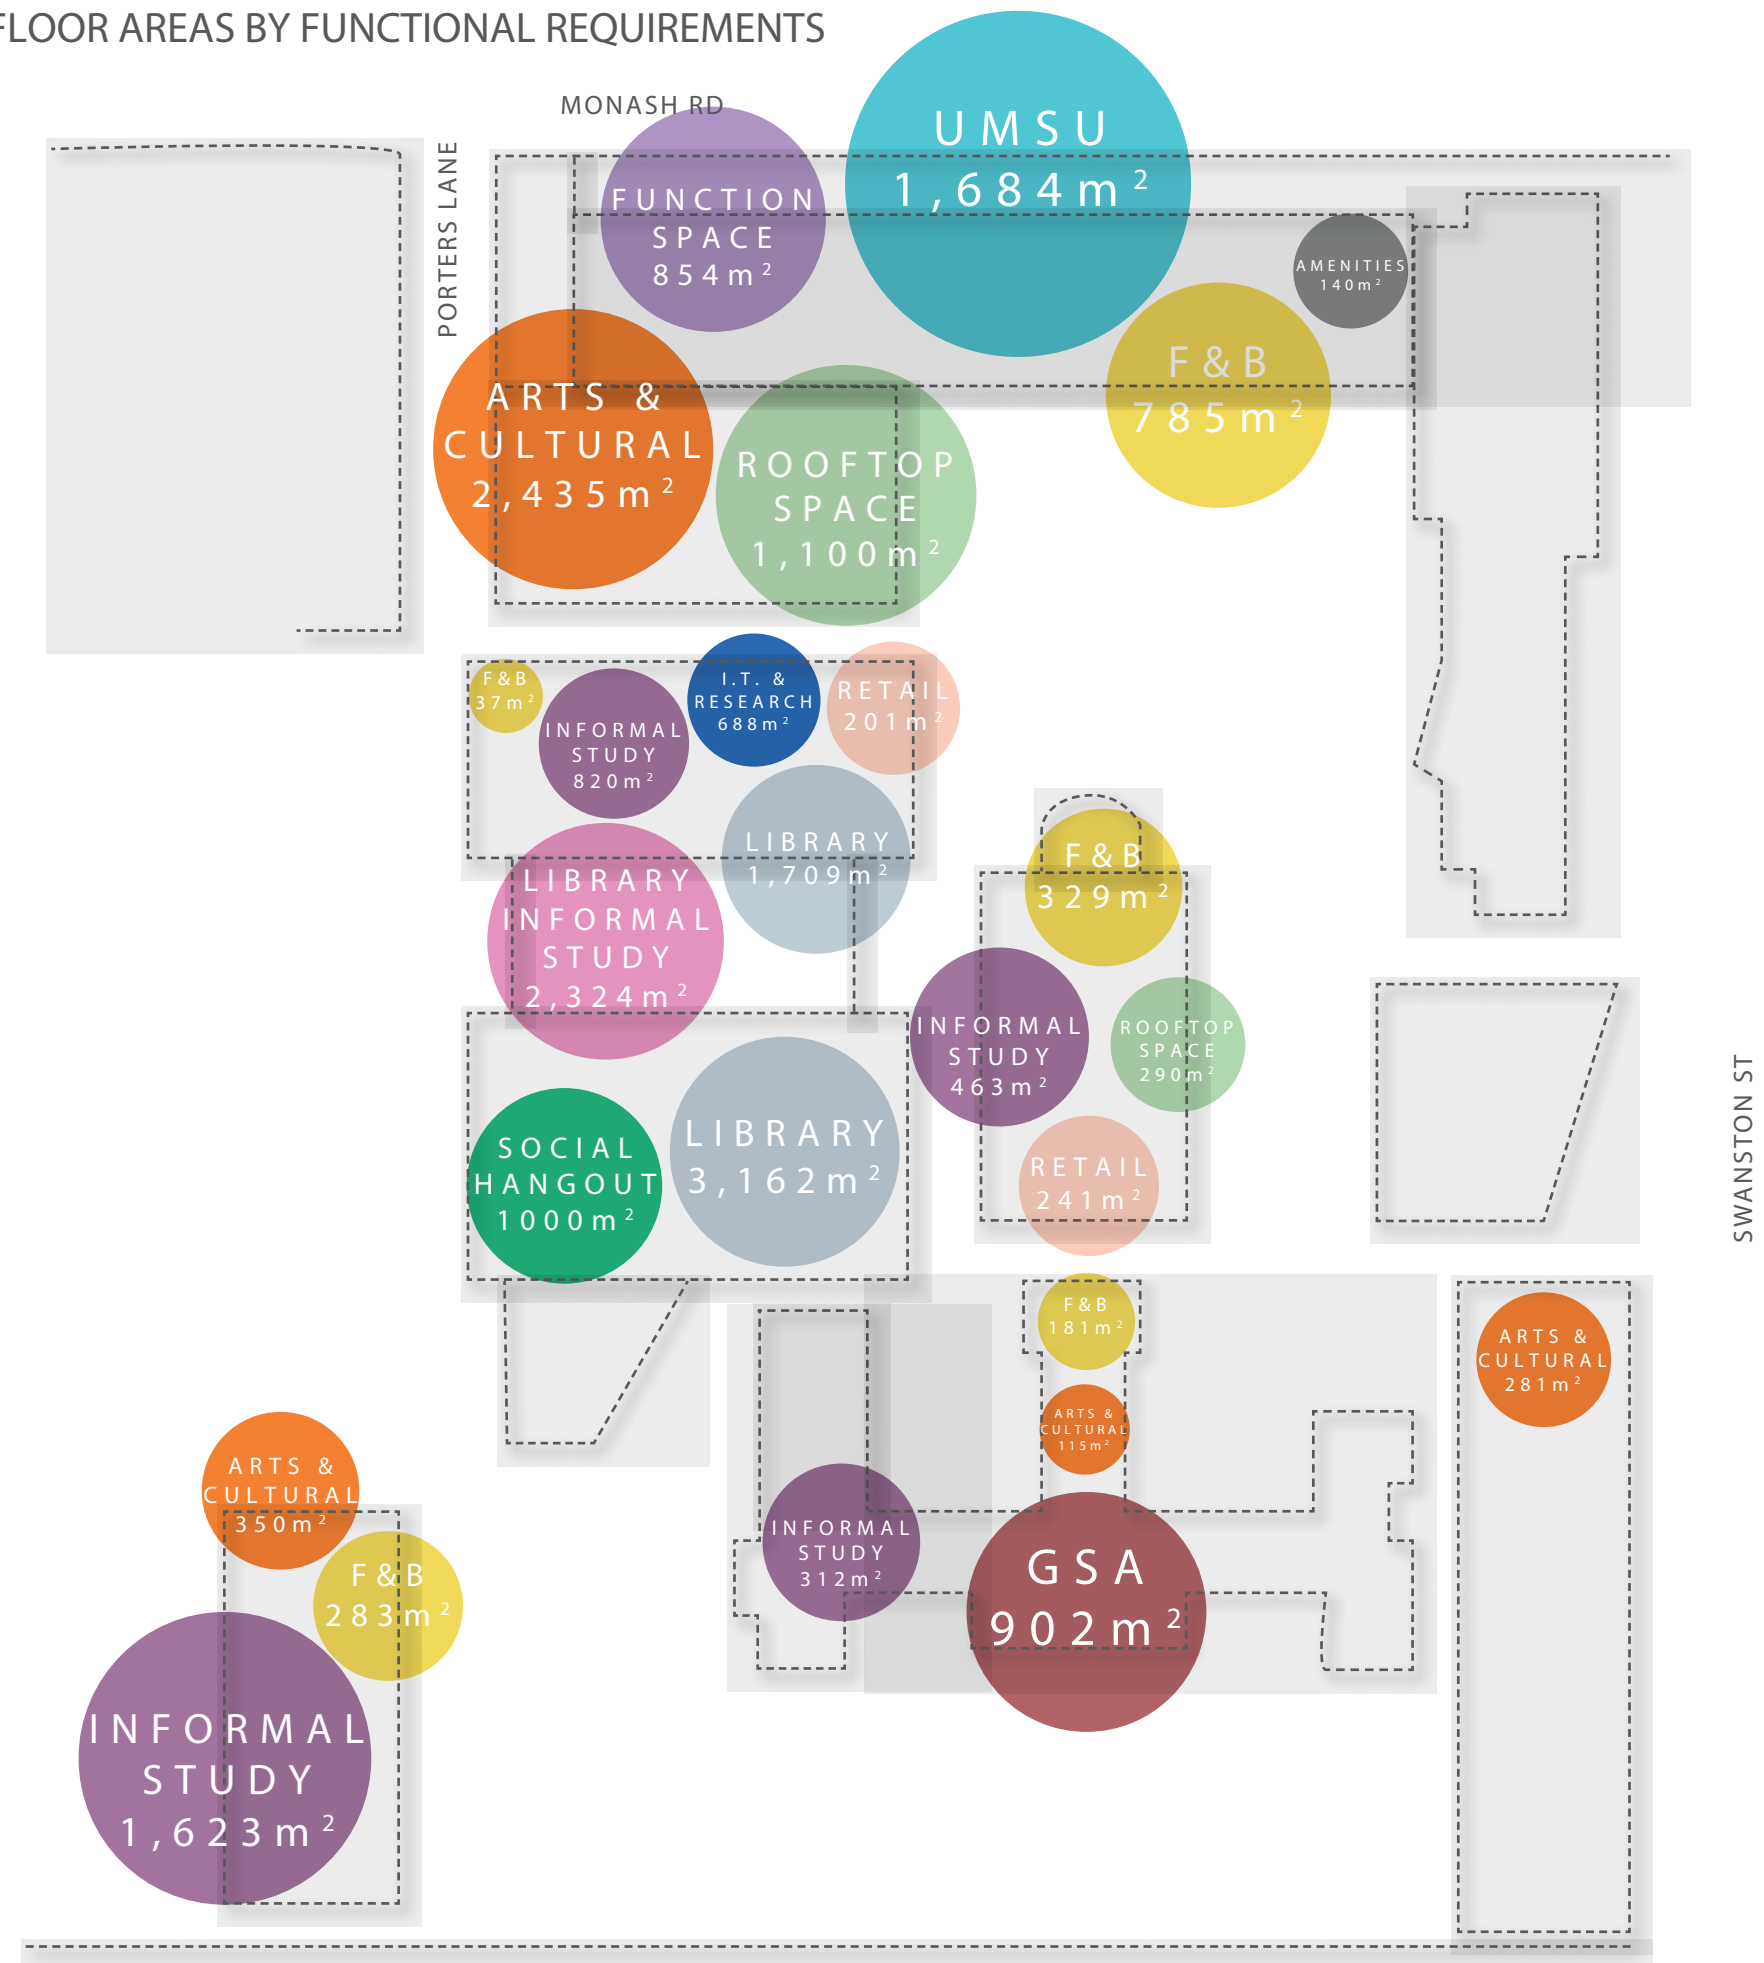 FLOOR AREAS BY FUNCTIONAL REQUIREMENTS
MONASH RD
PORTERS LANE
UMSU
1,684m²
FUNCTION
SPACE
854m²
AMENITIES
140m²
F&B
785m²
ARTS &
CULTURAL
2,435m²
ROOFTOP
SPACE
1,100m²
F&B
37m²
INFORMAL
STUDY
820m²
I.T. &
RESEARCH
688m²
RETAIL
201m²
LIBRARY
1,709m²
LIBRARY
INFORMAL
STUDY
2,324m²
F&B
329m²
INFORMAL
STUDY
463m²
ROOFTOP
SPACE
290m²
RETAIL
241m²
SOCIAL
HANGOUT
1000m²
LIBRARY
3,162m²
SWANSTON ST
F&B
181m²
ARTS &
CULTURAL
115m²
ARTS &
CULTURAL
281m²
INFORMAL
STUDY
312m²
GSA
902m²
ARTS &
CULTURAL
350m²
F&B
283m²
INFORMAL
STUDY
1,623m²